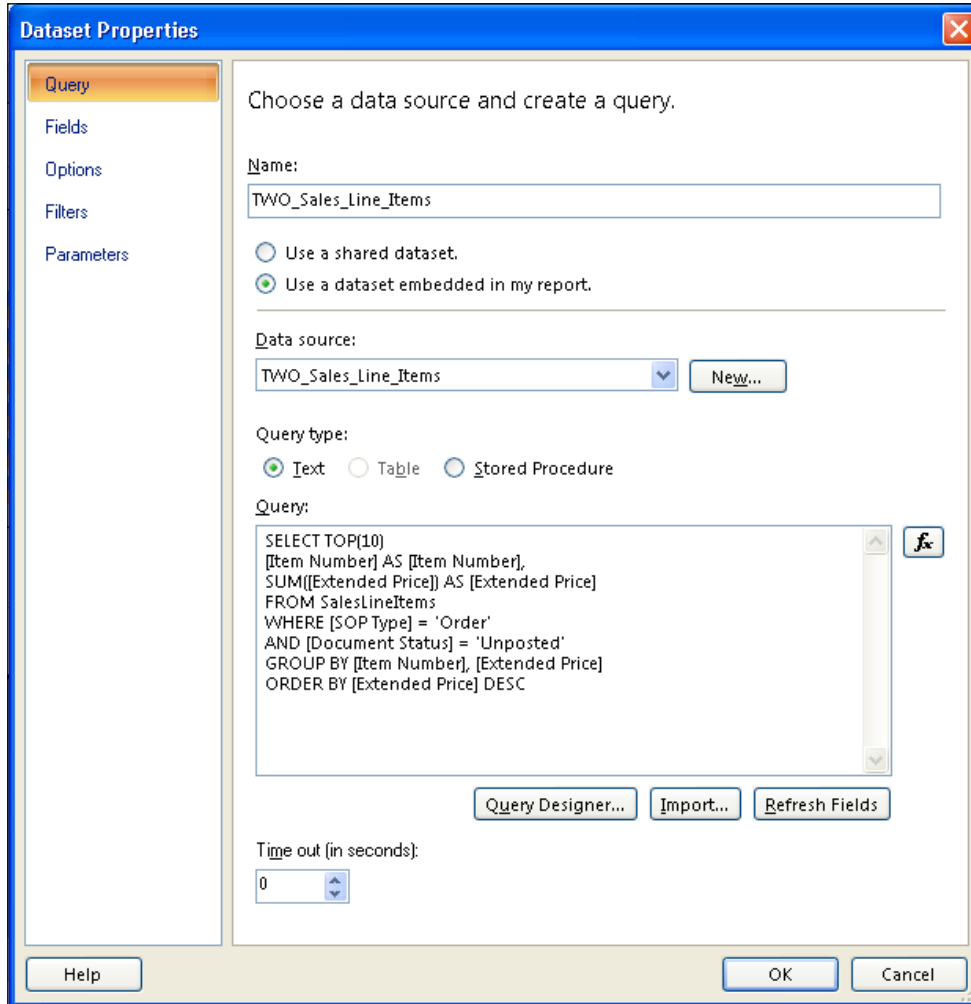 Dataset Properties
Query
Fields
Options
Filters
Parameters
Choose a data source and create a query.
Name:
TWO_Sales_Line_Items
Use a shared dataset.
Use a dataset embedded in my report.
Data source:
TWO_Sales_Line_Items
New...
Query type:
Text Table Stored Procedure
Query:
SELECT TOP(10)
[Item Number] AS [Item Number],
SUM([Extended Price]) AS [Extended Price]
FROM SalesLineItems
WHERE [SOP Type] = 'Order'
AND [Document Status] = 'Unposted'
GROUP BY [Item Number], [Extended Price]
ORDER BY [Extended Price] DESC
fx
Query Designer... Import... Refresh Fields
Time out (in seconds):
0
Help OK Cancel